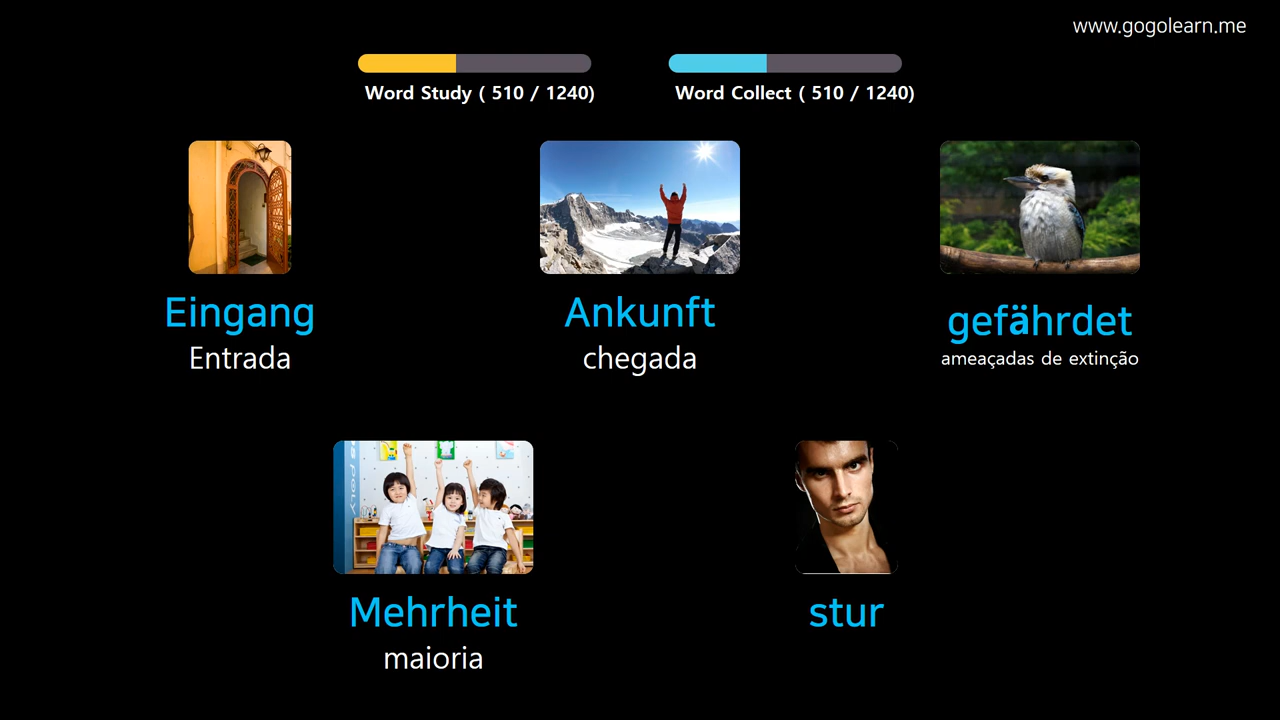 www.gogolearn.me
Word Study ( 510 / 1240)
Word Collect ( 510 / 1240)
Eingang
Entrada
Ankunft
chegada
gefährdet
ameaçadas de extinção
POLY
Mehrheit
maioria
stur